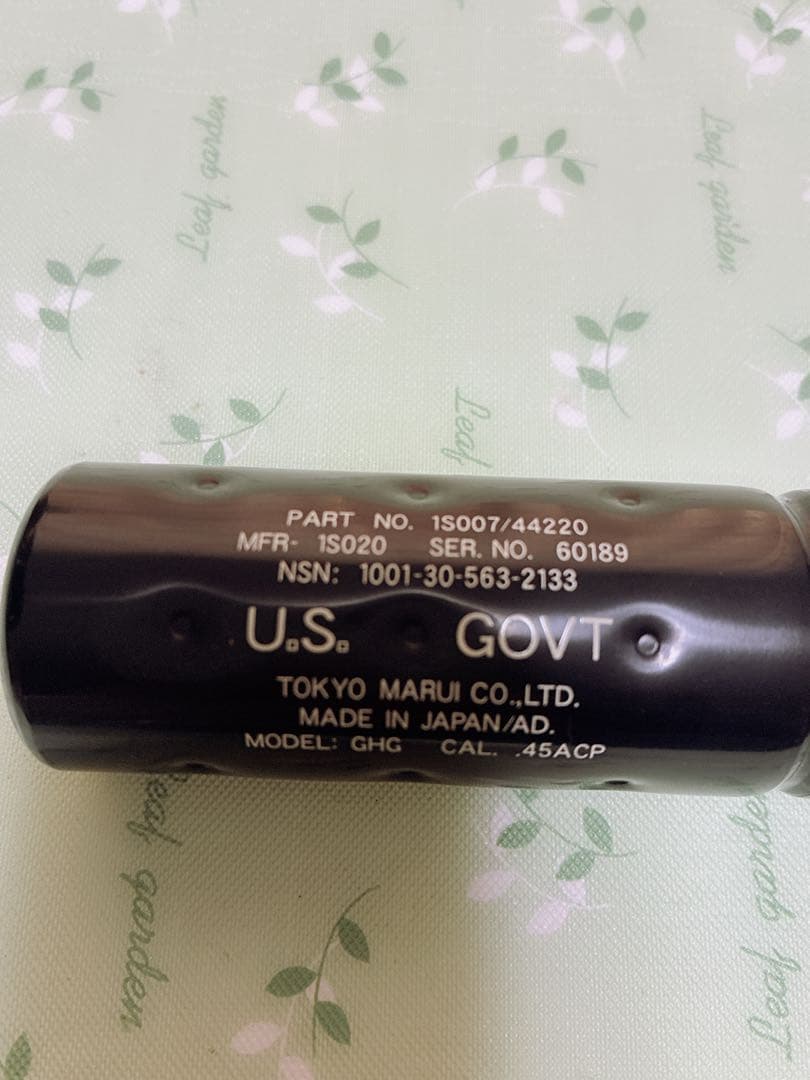 Leaf garden
Leaf garden
Leaf
PART NO. 1S007/44220
MFR- 1S020 SER. NO. 60189
NSN: 1001-30-563-2133
U.S. GOVT
TOKYO MARUI CO.,LTD.
MADE IN JAPAN/AD.
MODEL: GHG CAL. .45ACP
Leaf garden
Leaf garden